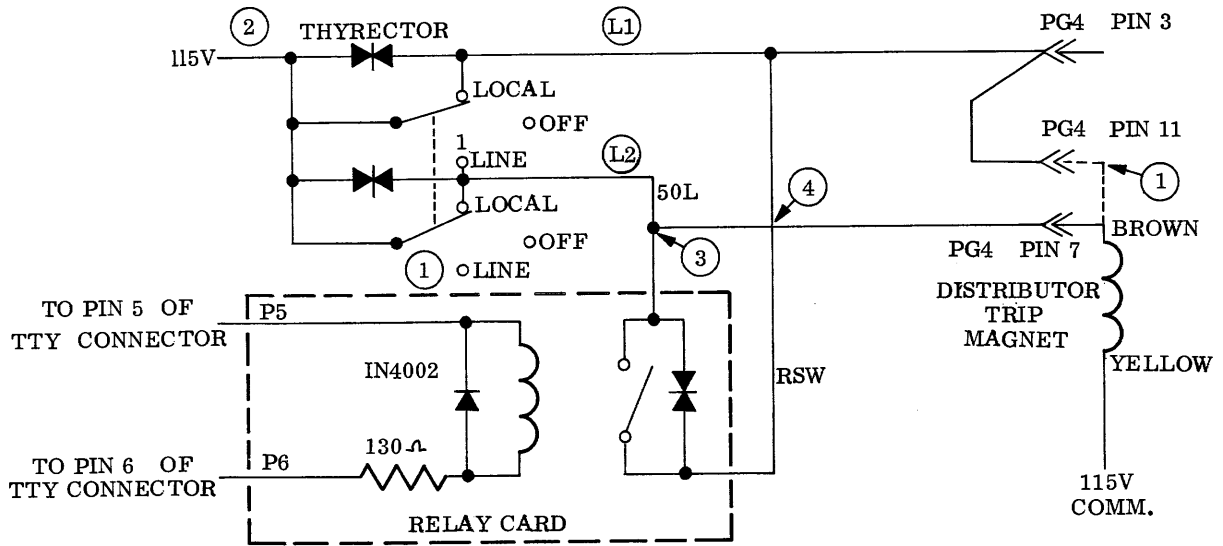 2
THYRECTOR
L1
PG4 PIN 3
115V
LOCAL
OFF
PG4 PIN 11
1
LINE
L2
1
50L
4
LOCAL
BROWN
OFF
3
PG4 PIN 7
1
LINE
DISTRIBUTOR
TRIP
MAGNET
TO PIN 5 OF
TTY CONNECTOR
P5
IN4002
RSW
YELLOW
130Ω
TO PIN 6 OF
TTY CONNECTOR
P6
115V
COMM.
RELAY CARD